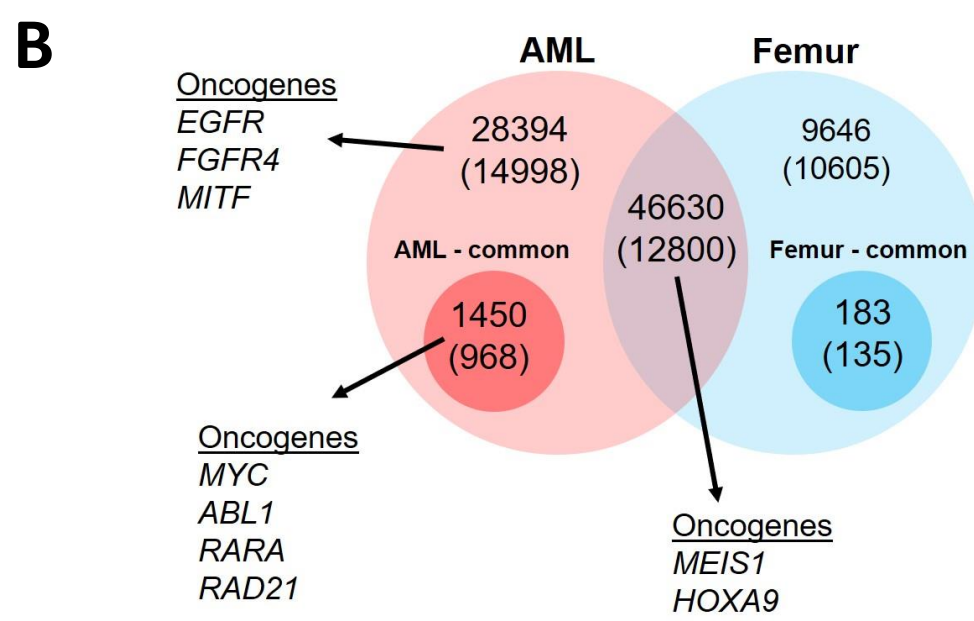 B
AML
Femur
Oncogenes
EGFR
FGFR4
MITF
28394
(14998)
46630
(12800)
9646
(10605)
AML - common
1450
(968)
Femur - common
183
(135)
Oncogenes
MYC
ABL1
RARA
RAD21
Oncogenes
MEIS1
HOXA9